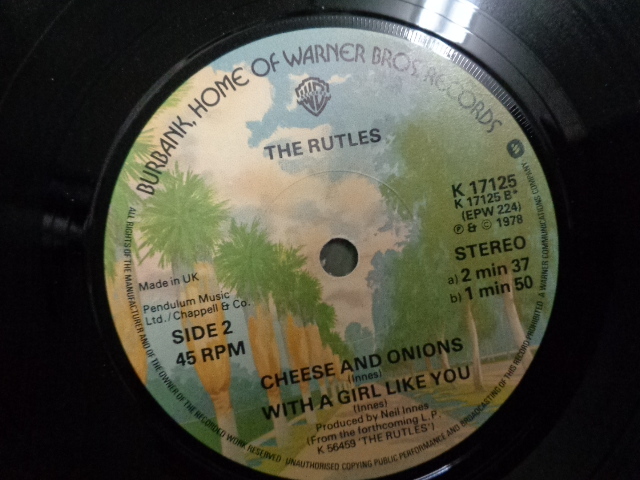 BURBANK, HOME OF WARNER BROS. RECORDS
THE RUTLES
K 17125
K 17125 B*
(EPW 224)
Ⓟ & © 1978
STEREO
a) 2 min 37
b) 1 min 50
Made in UK
Pendulum Music
Ltd./Chappell & Co.
SIDE 2
45 RPM
CHEESE AND ONIONS
(Innes)
WITH A GIRL LIKE YOU
(Innes)
Produced by Neil Innes
(From the forthcoming L.P.
K 56459 'THE RUTLES')
ALL RIGHTS OF THE MANUFACTURER AND OF THE OWNER OF THE RECORDED WORK RESERVED UNAUTHORISED COPYING PUBLIC PERFORMANCE AND BROADCASTING OF THIS RECORD PROHIBITED A WARNER COMMUNICATIONS COMPANY